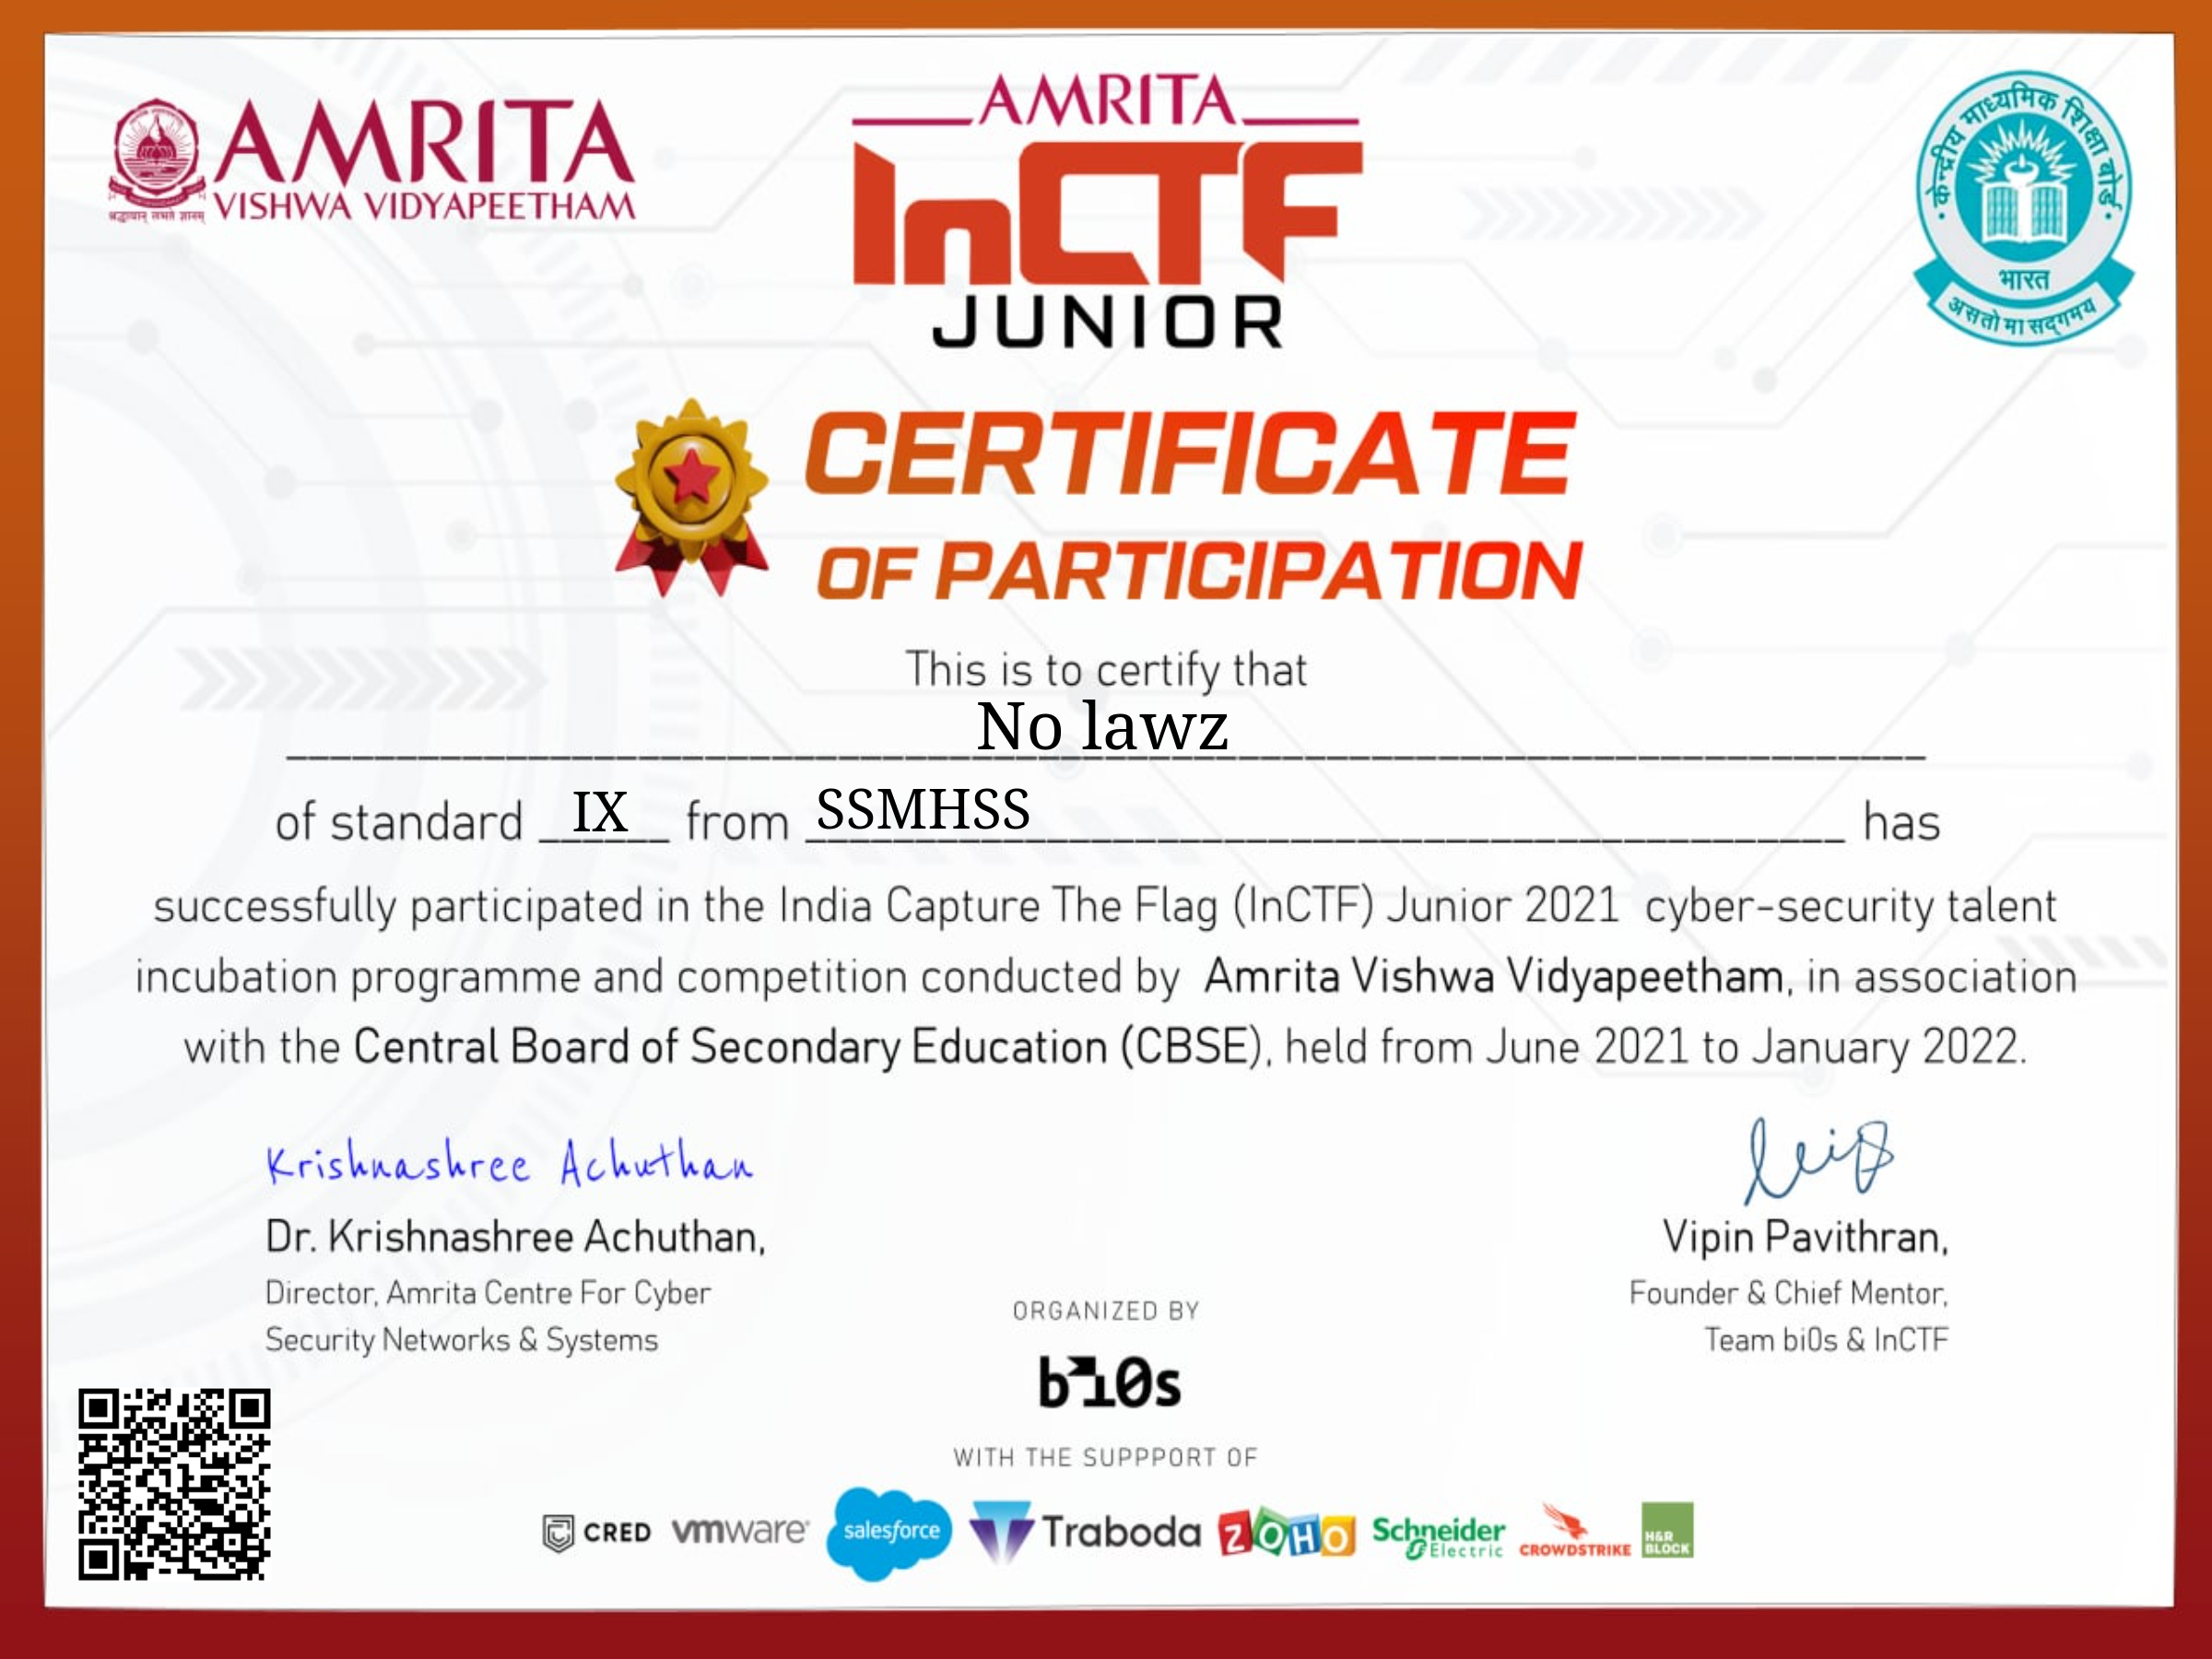 AMRITA
VISHWA VIDYAPEETHAM
श्रद्धावान् लभते ज्ञानम्
AMRITA
InCTF
JUNIOR
केन्द्रीय माध्यमिक शिक्षा बोर्ड
भारत
असतो मा सद्गमय
CERTIFICATE
OF PARTICIPATION
This is to certify that
No lawz
of standard IX from SSMHSS has
successfully participated in the India Capture The Flag (InCTF) Junior 2021 cyber-security talent
incubation programme and competition conducted by Amrita Vishwa Vidyapeetham, in association
with the Central Board of Secondary Education (CBSE), held from June 2021 to January 2022.
Krishnashree Achuthan
Dr. Krishnashree Achuthan,
Director, Amrita Centre For Cyber
Security Networks & Systems
Vipin Pavithran,
Founder & Chief Mentor,
Team bi0s & InCTF
ORGANIZED BY
bi0s
WITH THE SUPPPORT OF
CRED vmware salesforce Traboda ZOHO Schneider Electric CROWDSTRIKE H&R BLOCK